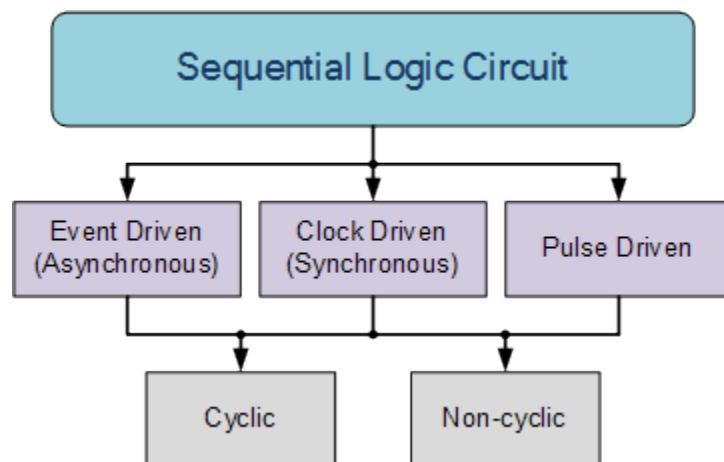 Sequential Logic Circuit
Event Driven
(Asynchronous)
Clock Driven
(Synchronous)
Pulse Driven
Cyclic
Non-cyclic